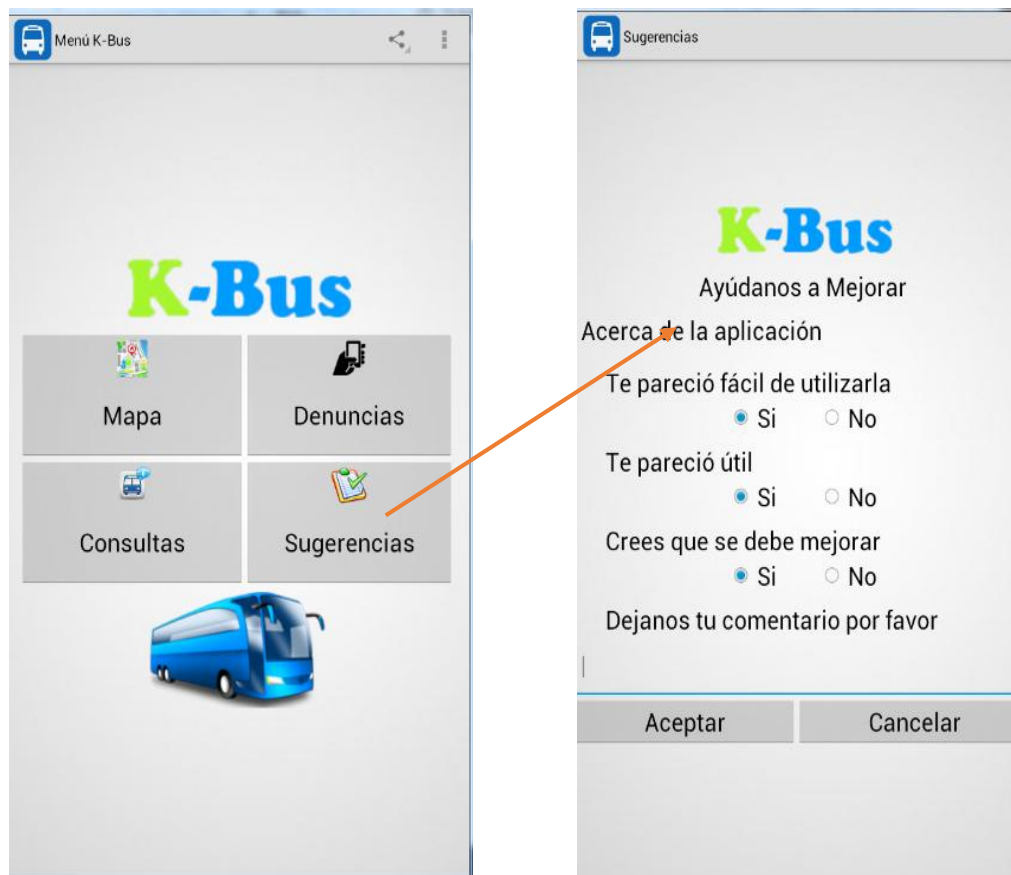 Menú K-Bus
K-Bus
Mapa
Denuncias
Consultas
Sugerencias
Sugerencias
K-Bus
Ayúdanos a Mejorar
Acerca de la aplicación
Te pareció fácil de utilizarla
Si No
Te pareció útil
Si No
Crees que se debe mejorar
Si No
Dejanos tu comentario por favor
Aceptar Cancelar